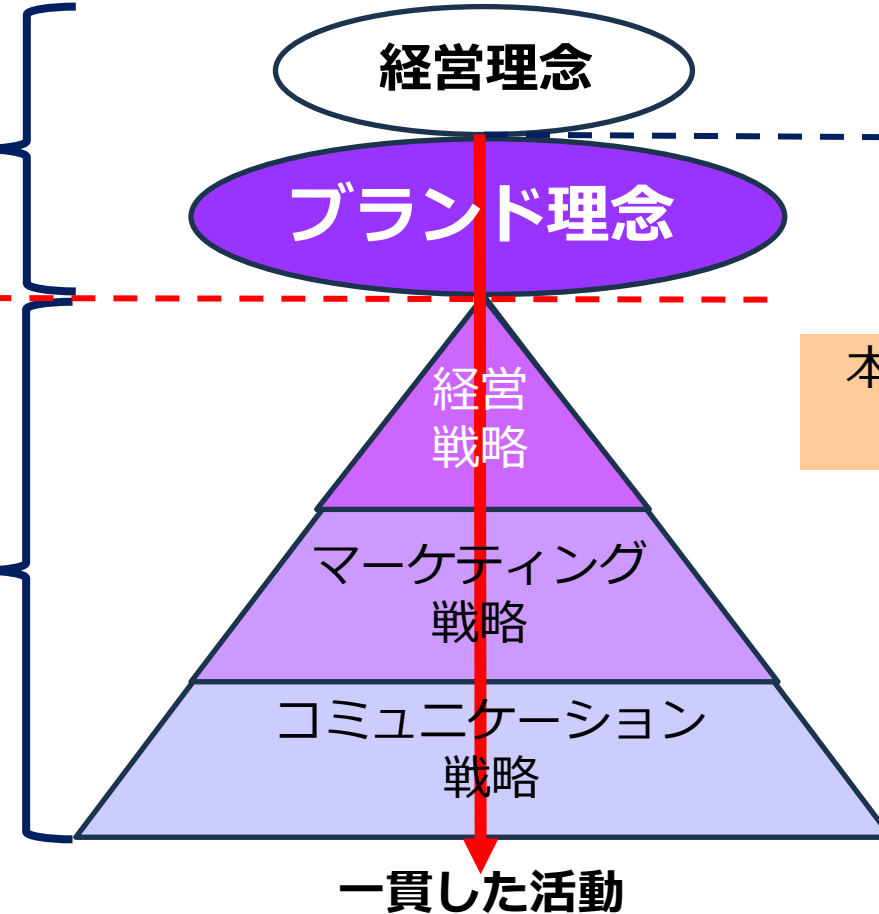 経営理念
ブランド理念
本
経営
戦略
マーケティング
戦略
コミュニケーション
戦略
一貫した活動